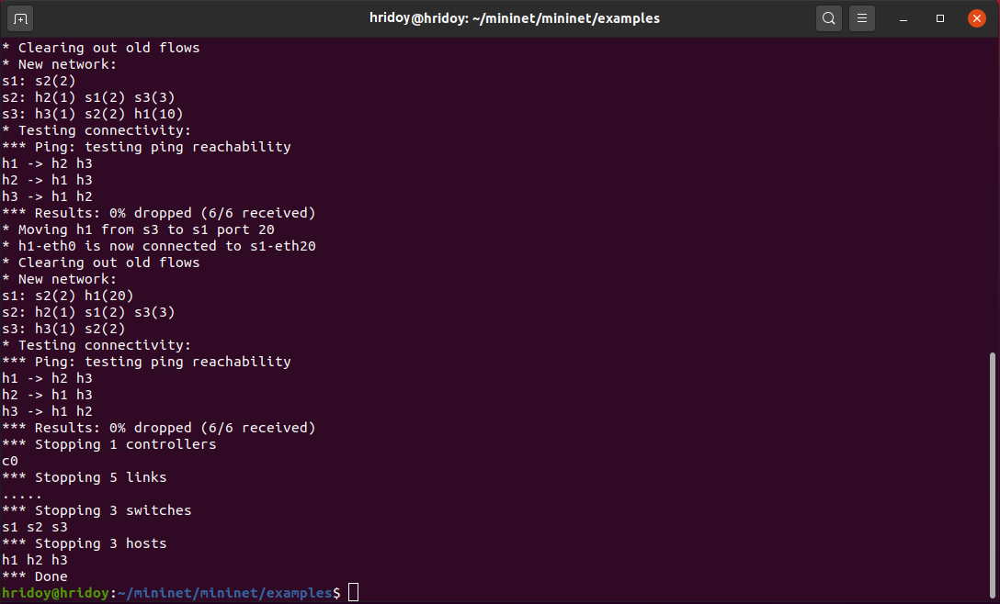 hridoy@hridoy: ~/mininet/mininet/examples
* Clearing out old flows
* New network:
s1: s2(2)
s2: h2(1) s1(2) s3(3)
s3: h3(1) s2(2) h1(10)
* Testing connectivity:
*** Ping: testing ping reachability
h1 -> h2 h3
h2 -> h1 h3
h3 -> h1 h2
*** Results: 0% dropped (6/6 received)
* Moving h1 from s3 to s1 port 20
* h1-eth0 is now connected to s1-eth20
* Clearing out old flows
* New network:
s1: s2(2) h1(20)
s2: h2(1) s1(2) s3(3)
s3: h3(1) s2(2)
* Testing connectivity:
*** Ping: testing ping reachability
h1 -> h2 h3
h2 -> h1 h3
h3 -> h1 h2
*** Results: 0% dropped (6/6 received)
*** Stopping 1 controllers
c0
*** Stopping 5 links
.....
*** Stopping 3 switches
s1 s2 s3
*** Stopping 3 hosts
h1 h2 h3
*** Done
hridoy@hridoy:~/mininet/mininet/examples$